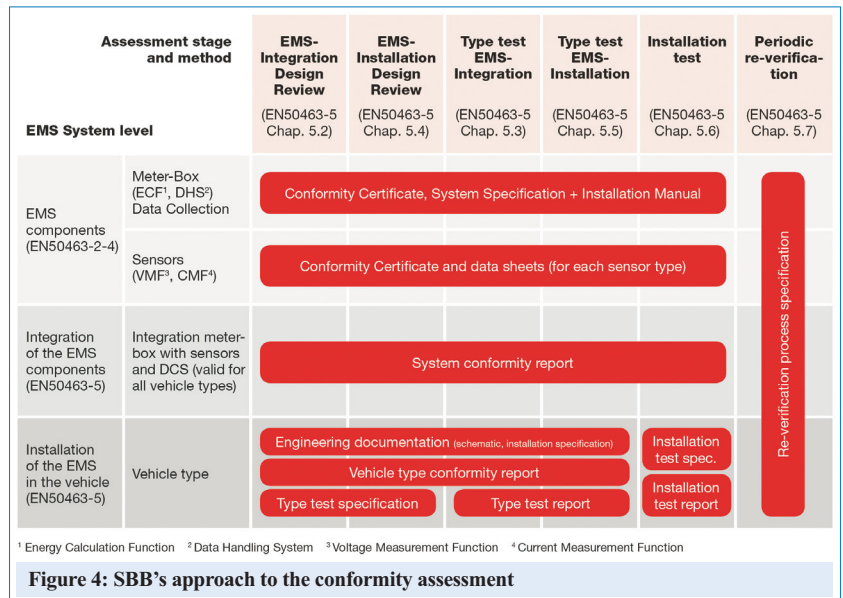 Assessment stage
and method
EMS System level
EMS-
Integration
Design
Review
(EN50463-5
Chap. 5.2)
EMS-
Installation
Design
Review
(EN50463-5
Chap. 5.4)
Type test
EMS-
Integration
(EN50463-5
Chap. 5.3)
Type test
EMS-
Installation
(EN50463-5
Chap. 5.5)
Installation
test
(EN50463-5
Chap. 5.6)
Periodic
re-verifica-
tion
(EN50463-5
Chap. 5.7)
EMS
components
(EN50463-2-4)
Meter-Box
(ECF¹, DHS²)
Data Collection
Conformity Certificate, System Specification + Installation Manual
Sensors
(VMF³, CMF⁴)
Conformity Certificate and data sheets (for each sensor type)
Integration
of the EMS
components
(EN50463-5)
Integration meter-
box with sensors
and DCS (valid for
all vehicle types)
System conformity report
Installation
of the EMS
in the vehicle
(EN50463-5)
Vehicle type
Engineering documentation (schematic, installation specification)
Vehicle type conformity report
Type test specification
Type test report
Installation
test spec.
Installation
test report
Re-verification process specification
¹ Energy Calculation Function ² Data Handling System ³ Voltage Measurement Function ⁴ Current Measurement Function
Figure 4: SBB's approach to the conformity assessment